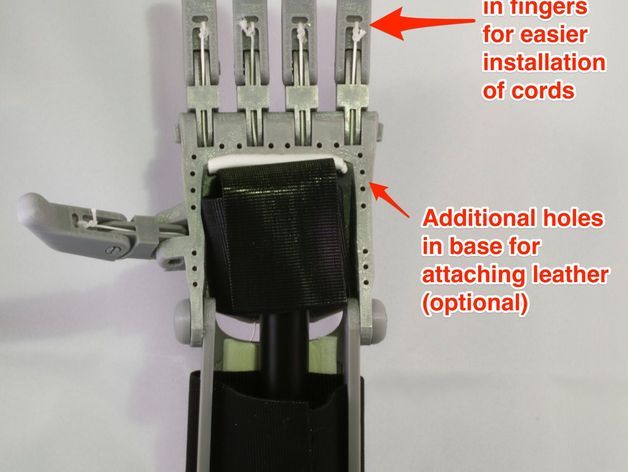 in fingers
for easier
installation
of cords
Additional holes
in base for
attaching leather
(optional)